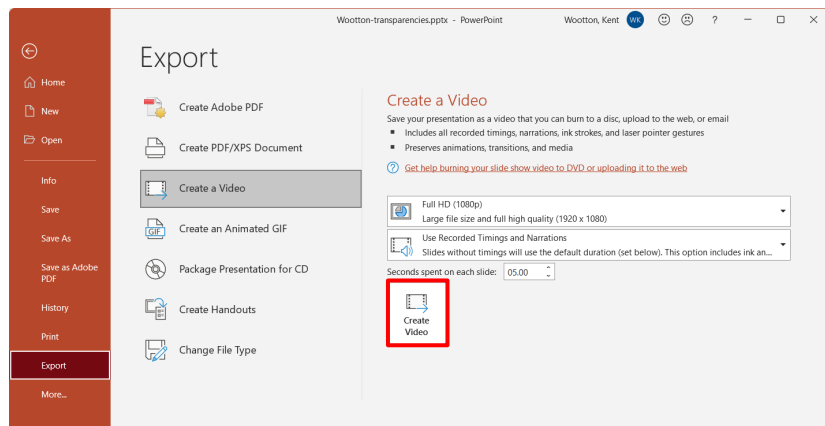 Wootton-transparencies.pptx - PowerPoint
Wootton, Kent
WK
?
Home
New
Open
Info
Save
Save As
Save as Adobe
PDF
History
Print
Export
More...
Export
Create Adobe PDF
Create PDF/XPS Document
Create a Video
GIF
Create an Animated GIF
Package Presentation for CD
Create Handouts
Change File Type
Create a Video
Save your presentation as a video that you can burn to a disc, upload to the web, or email
Includes all recorded timings, narrations, ink strokes, and laser pointer gestures
Preserves animations, transitions, and media
? Get help burning your slide show video to DVD or uploading it to the web
Full HD (1080p)
Large file size and full high quality (1920 x 1080)
Use Recorded Timings and Narrations
Slides without timings will use the default duration (set below). This option includes ink an...
Seconds spent on each slide: 05.00
Create
Video